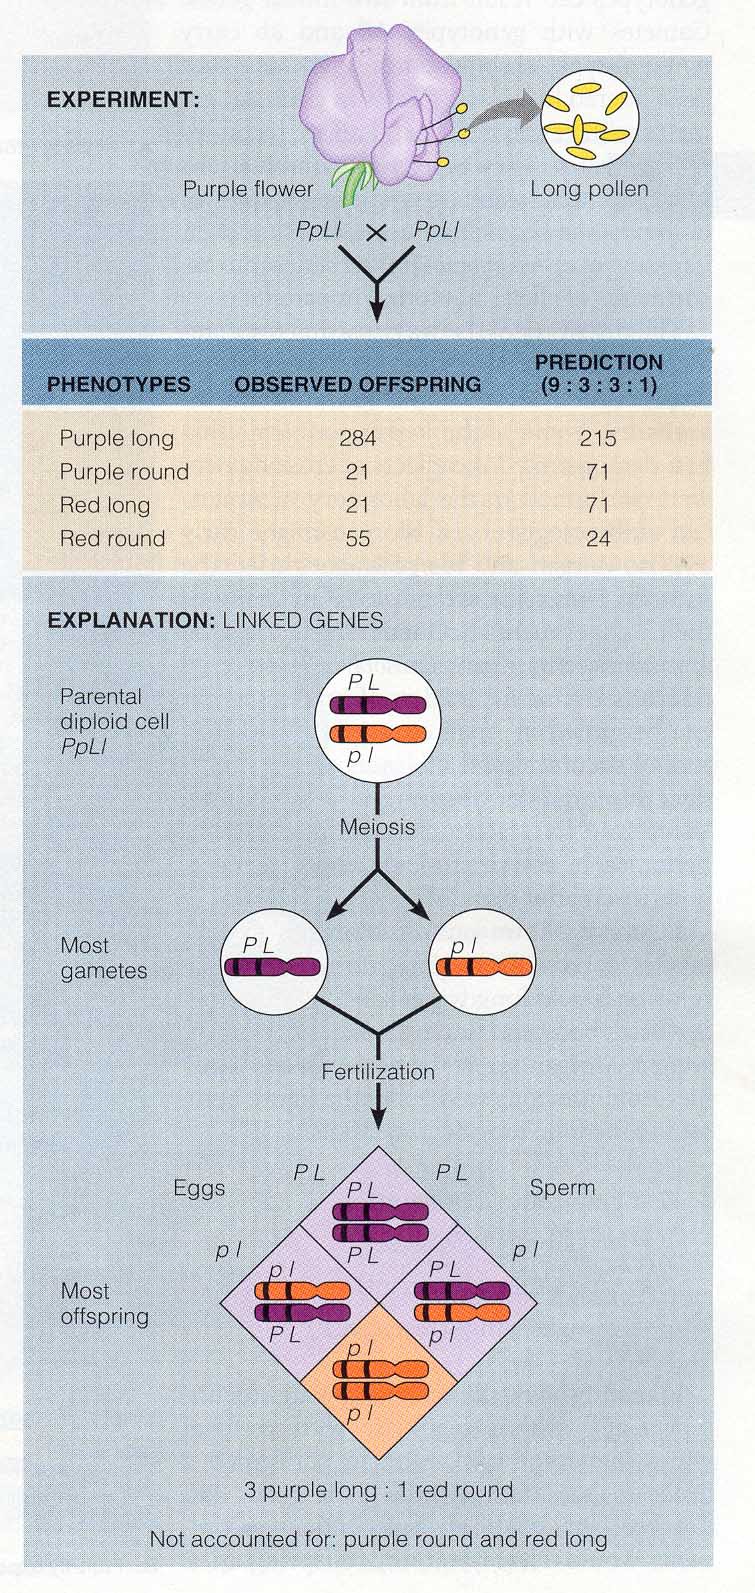 EXPERIMENT:
Purple flower
Long pollen
PpLl × PpLl
PHENOTYPES OBSERVED OFFSPRING PREDICTION (9 : 3 : 3 : 1)
Purple long 284 215
Purple round 21 71
Red long 21 71
Red round 55 24
EXPLANATION: LINKED GENES
Parental
diploid cell
PpLl
P L
p l
Meiosis
Most
gametes
P L
p l
Fertilization
Eggs
Sperm
P L
P L
P L
P L
p l
p l
p l
P L
P L
p l
Most
offspring
p l
p l
3 purple long : 1 red round
Not accounted for: purple round and red long